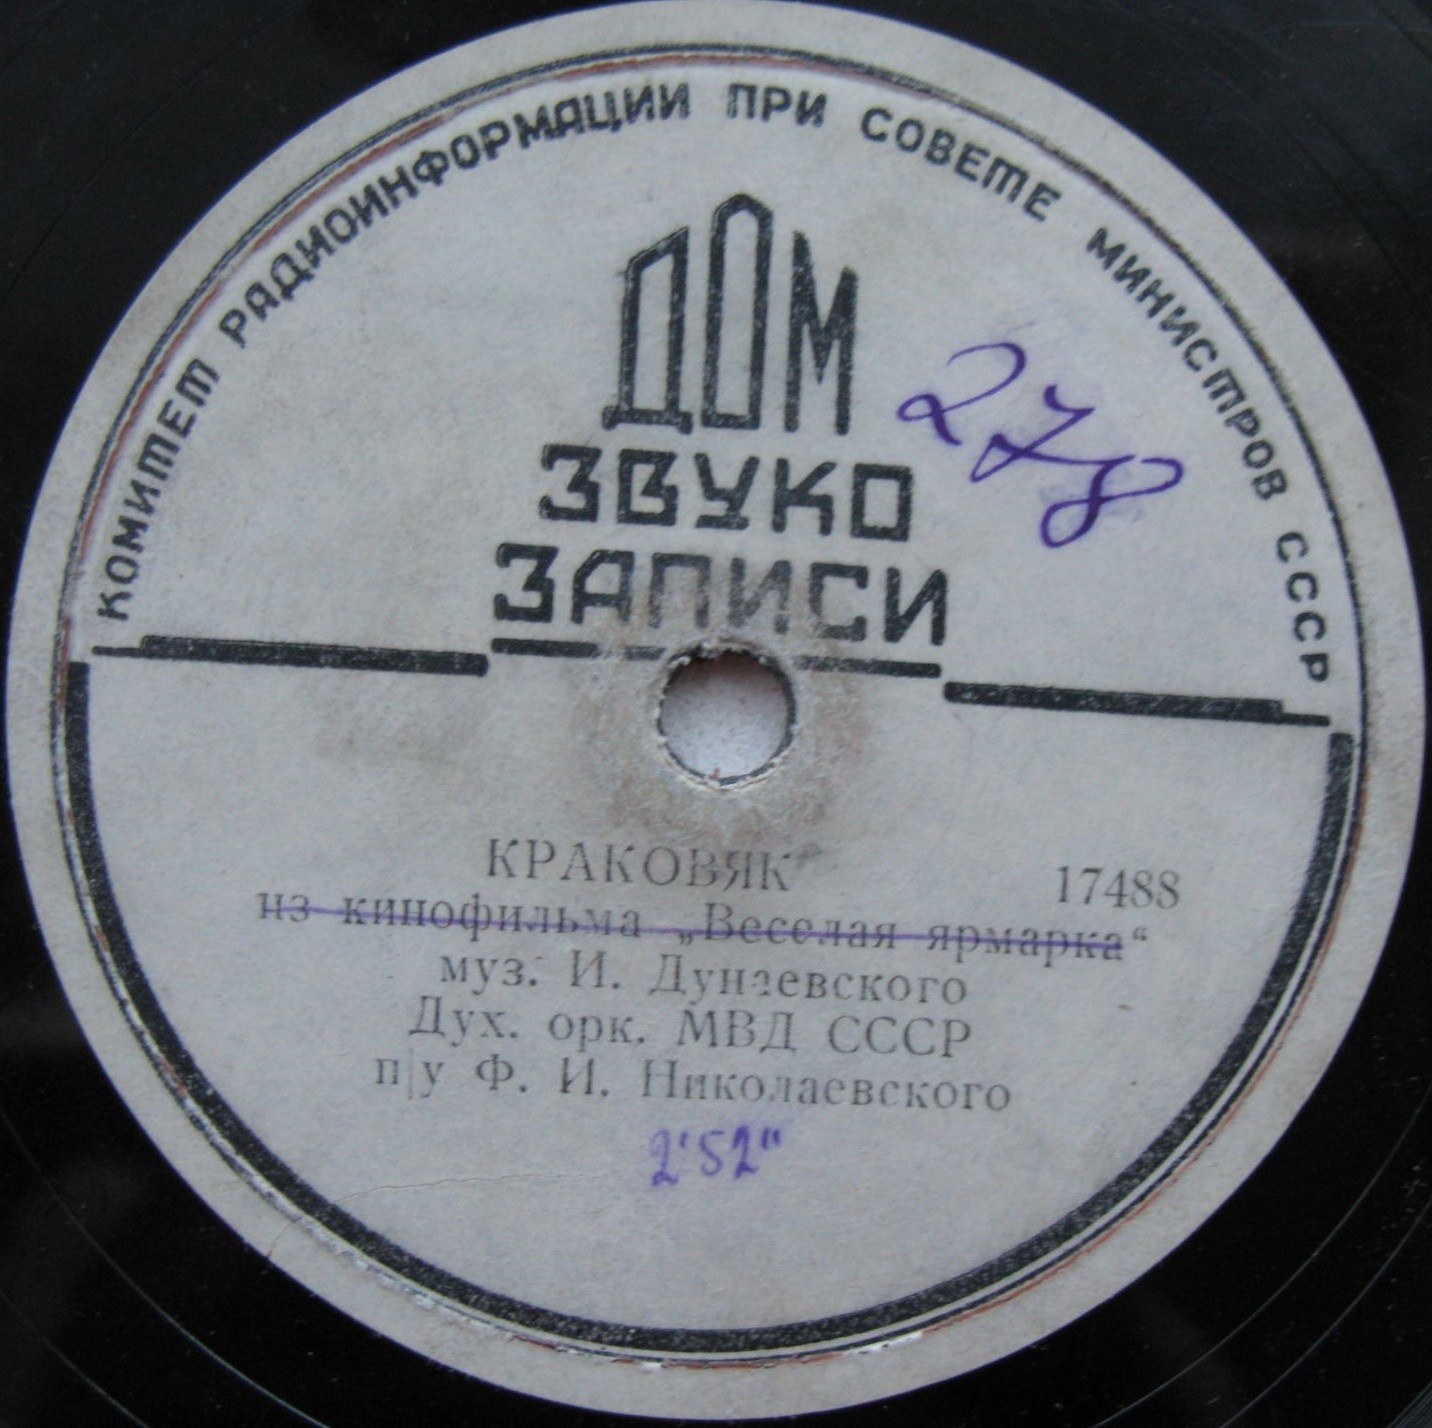 КОМИТЕТ РАДИОИНФОРМАЦИИ ПРИ СОВЕТЕ МИНИСТРОВ СССР
ДОМ
ЗВУКО
ЗАПИСИ
278
КРАКОВЯК 17488
из кинофильма „Веселая ярмарка“
муз. И. Дунаевского
Дух. орк. МВД СССР
п/у Ф. И. Николаевского
2'52"